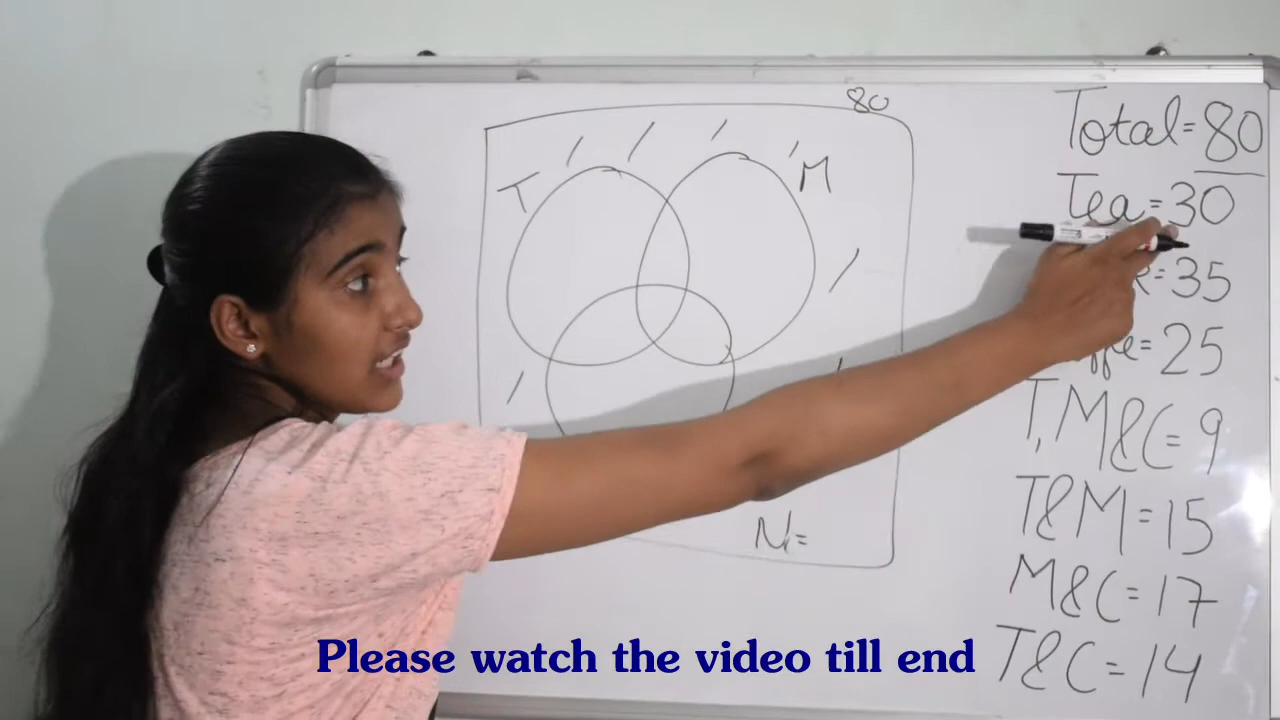 80
T
M
N=
Total=80
Tea=30
=35
=25
T,M&C=9
T&M=15
M&C=17
T&C=14
Please watch the video till end